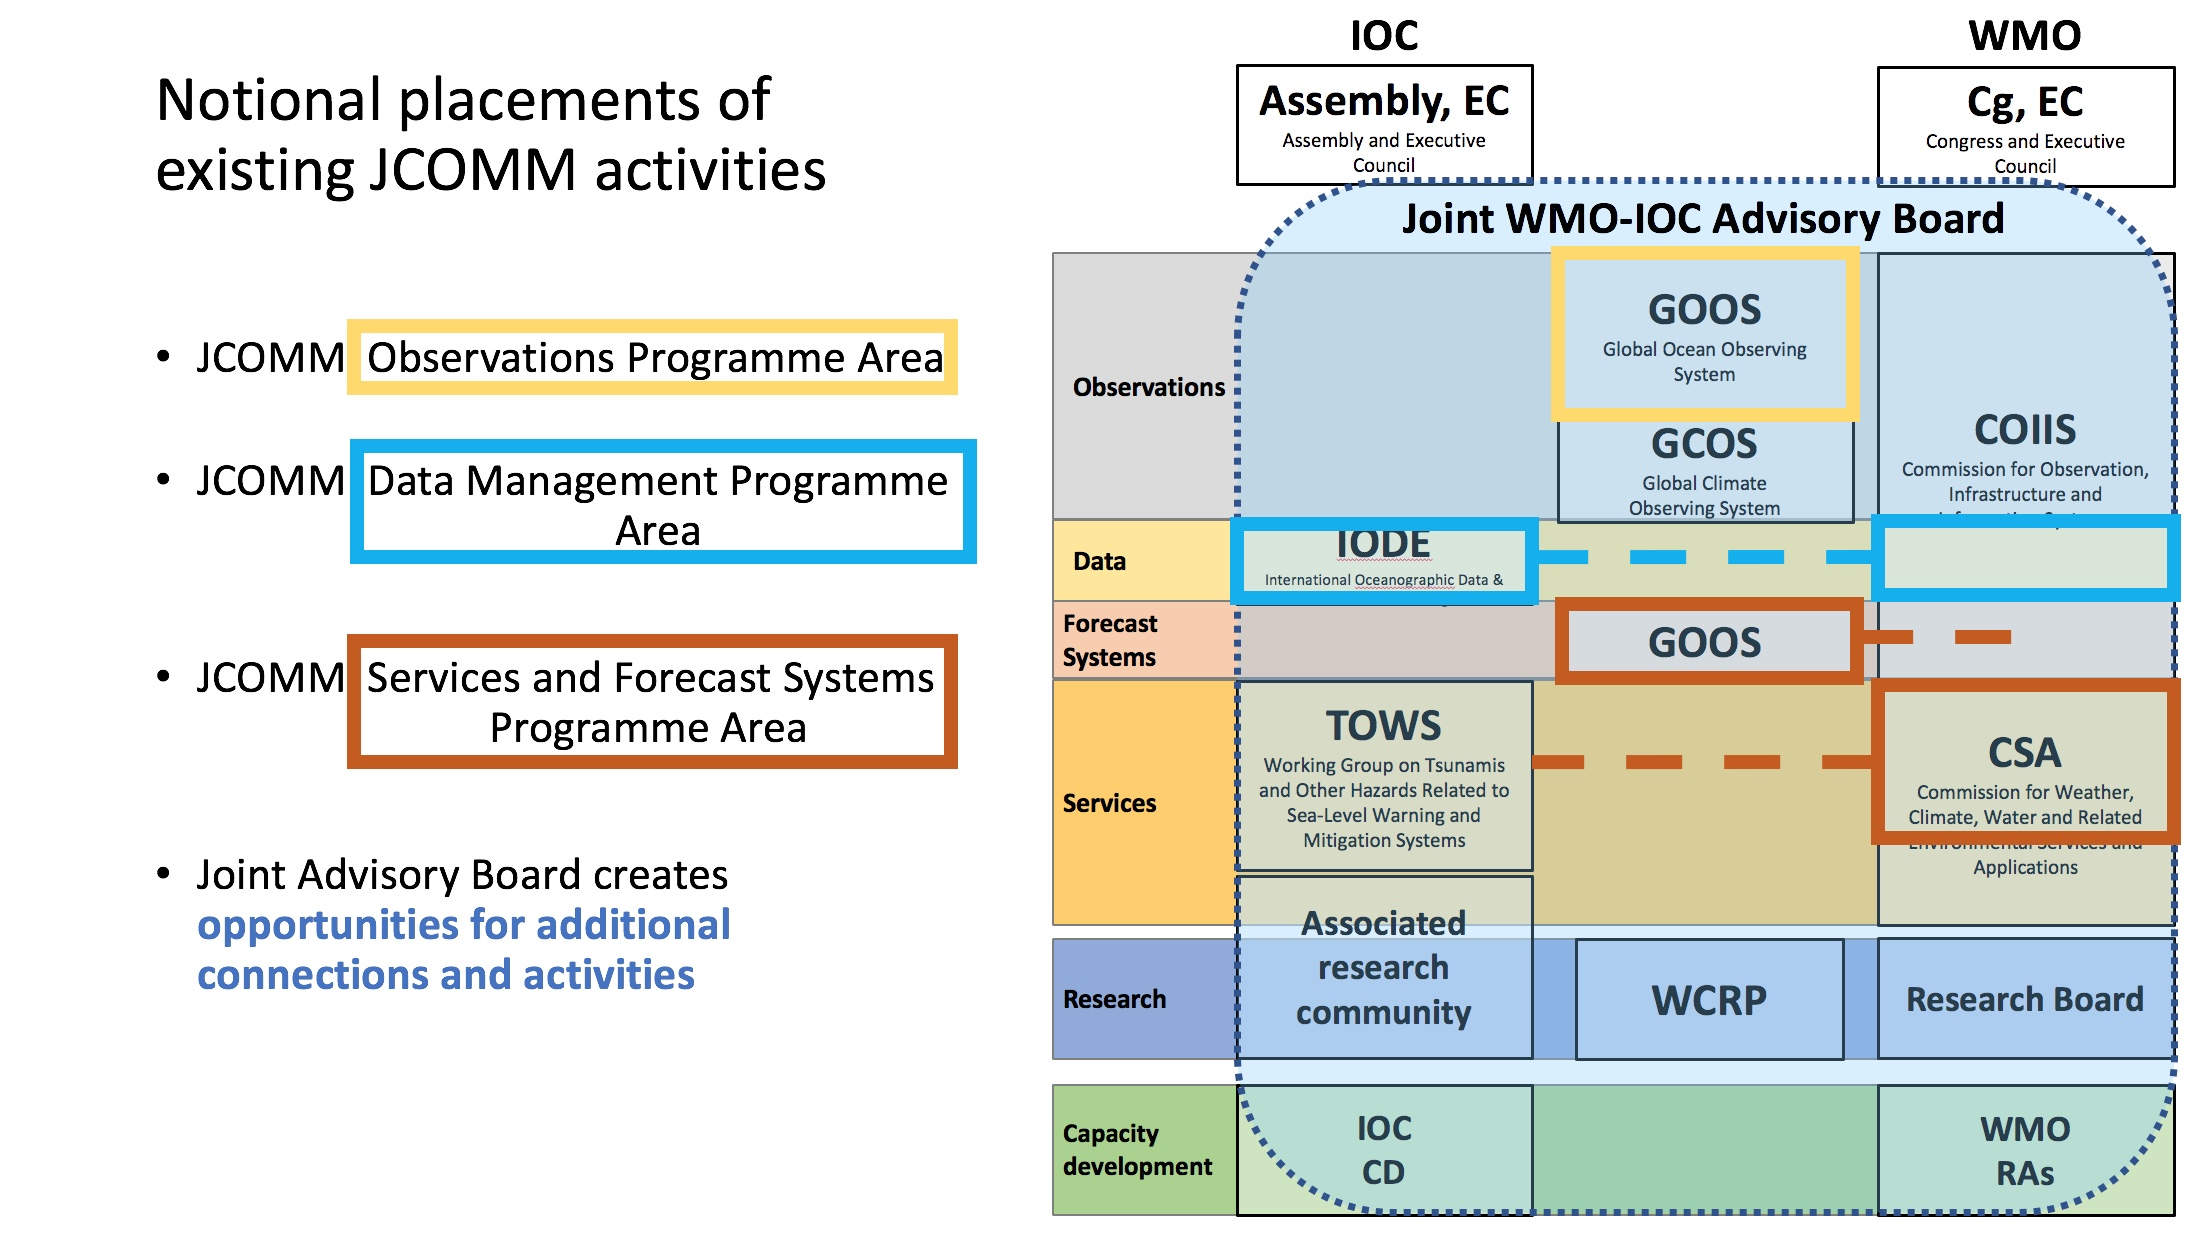 Notional placements of
existing JCOMM activities
• JCOMM Observations Programme Area
• JCOMM Data Management Programme
Area
• JCOMM Services and Forecast Systems
Programme Area
• Joint Advisory Board creates
opportunities for additional
connections and activities
IOC
Assembly, EC
Assembly and Executive
Council
WMO
Cg, EC
Congress and Executive
Council
Joint WMO-IOC Advisory Board
Observations
GOOS
Global Ocean Observing
System
GCOS
Global Climate
Observing System
COIIS
Commission for Observation,
Infrastructure and
Data
IODE
International Oceanographic Data &
Forecast
Systems
GOOS
Services
TOWS
Working Group on Tsunamis
and Other Hazards Related to
Sea-Level Warning and
Mitigation Systems
CSA
Commission for Weather,
Climate, Water and Related
Environmental Services and
Applications
Research
Associated
research
community
WCRP
Research Board
Capacity
development
IOC
CD
WMO
RAs